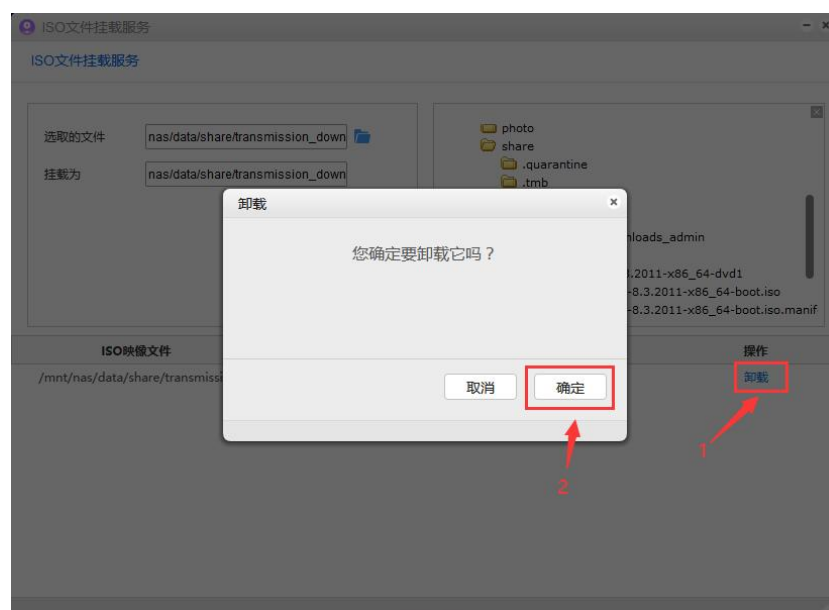 ISO文件挂载服务
ISO文件挂载服务
选取的文件
nas/data/share/transmission_down
挂载为
nas/data/share/transmission_down
photo
share
.quarantine
.tmb
nloads_admin
.2011-x86_64-dvd1
-8.3.2011-x86_64-boot.iso
-8.3.2011-x86_64-boot.iso.manif
卸载
您确定要卸载它吗？
取消
确定
ISO映像文件
操作
/mnt/nas/data/share/transmissi
卸载
1
2